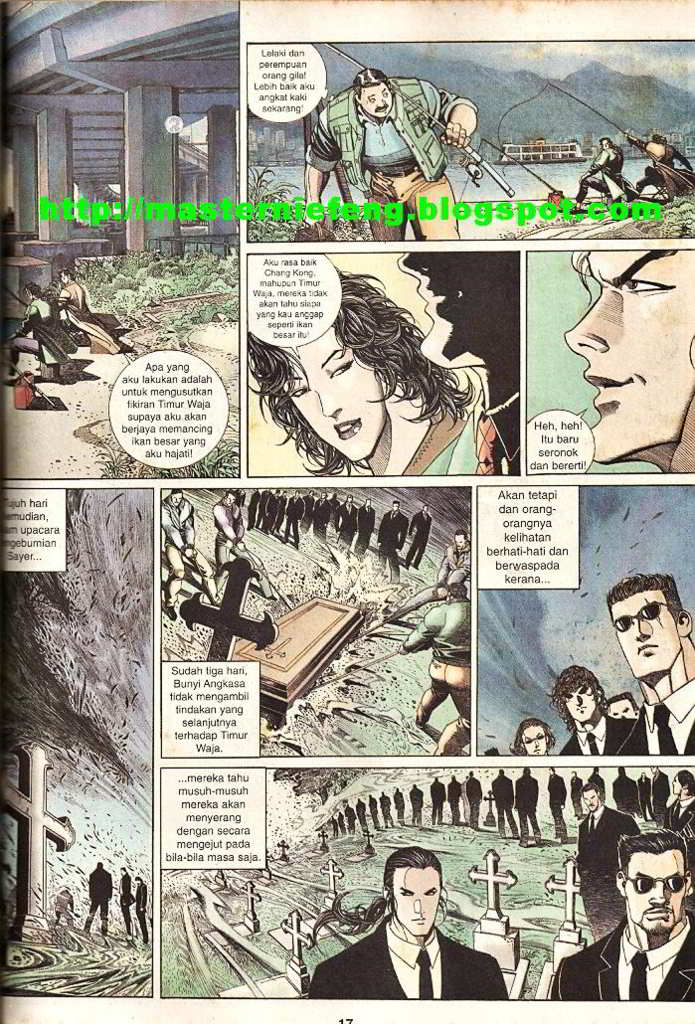 Lelaki dan
perempuan
orang gila!
Lebih baik aku
angkat kaki
sekarang!
http://masterniefeng.blogspot.com
Apa yang
aku lakukan adalah
untuk mengusutkan
fikiran Timur Waja
supaya aku akan
berjaya memancing
ikan besar yang
aku hajati!
Aku rasa baik
Chang Kong,
mahupun Timur
Waja, mereka tidak
akan tahu siapa
yang kau anggap
seperti ikan
besar itu!
Heh, heh!
Itu baru
seronok
dan bererti!
hari
upacara
Sayer...
Sudah tiga hari,
Bunyi Angkasa
tidak mengambil
tindakan yang
selanjutnya
terhadap Timur
Waja.
Akan tetapi
dan orang-
orangnya
kelihatan
berhati-hati dan
berwaspada
kerana...
...mereka tahu
musuh-musuh
mereka akan
menyerang
dengan secara
mengejut pada
bila-bila masa saja.
17